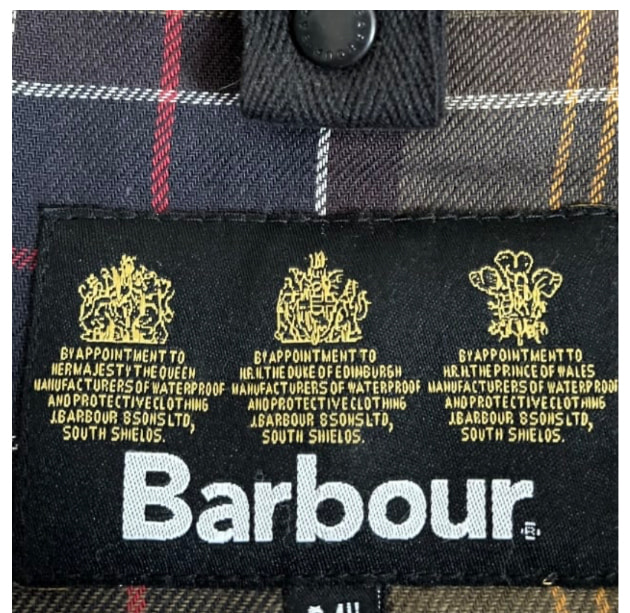 BY APPOINTMENT TO
HER MAJESTY THE QUEEN
MANUFACTURERS OF WATERPROOF
AND PROTECTIVE CLOTHING
J.BARBOUR & SONS LTD,
SOUTH SHIELDS.
BY APPOINTMENT TO
H.R.H. THE DUKE OF EDINBURGH
MANUFACTURERS OF WATERPROOF
AND PROTECTIVE CLOTHING
J.BARBOUR & SONS LTD,
SOUTH SHIELDS.
BY APPOINTMENT TO
H.R.H. THE PRINCE OF WALES
MANUFACTURERS OF WATERPROOF
AND PROTECTIVE CLOTHING
J.BARBOUR & SONS LTD,
SOUTH SHIELDS.
Barbour